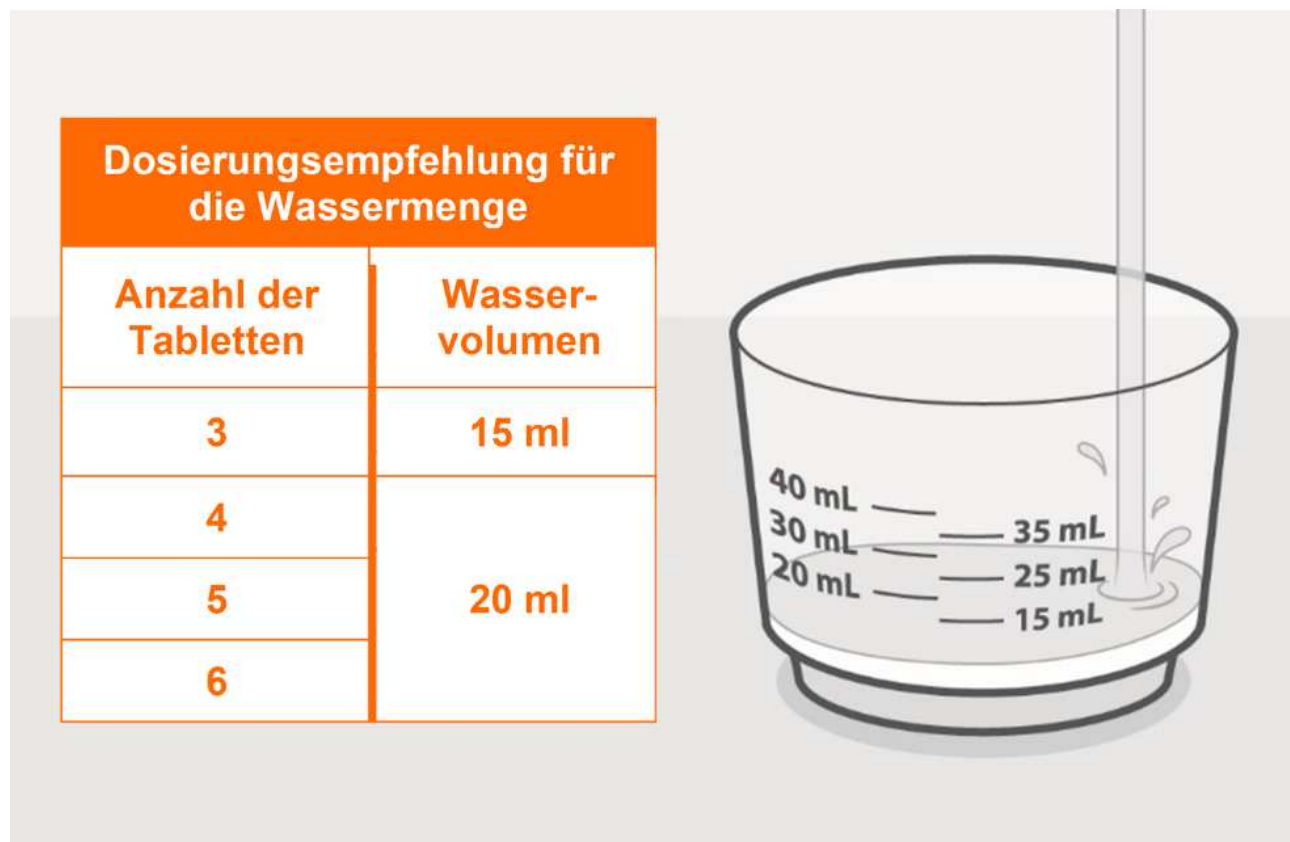 Dosierungsempfehlung für
die Wassermenge
Anzahl der
Tabletten
Wasser-
volumen
3
15 ml
4
5
20 ml
6
40 mL
35 mL
30 mL
25 mL
20 mL
15 mL